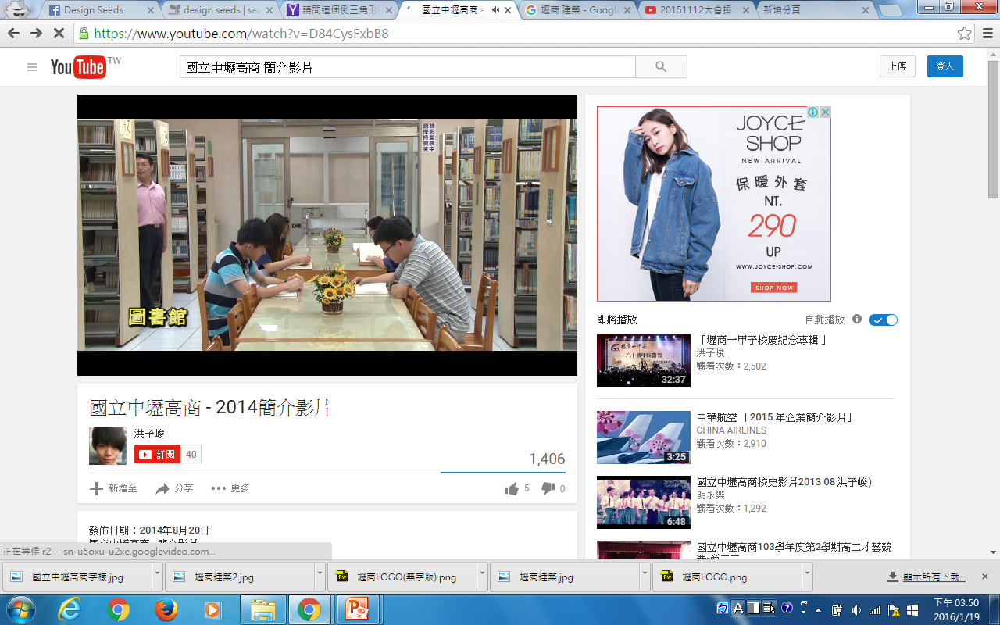 Design Seeds
design seeds | sea
請問這個倒三角形
國立中壢高商 -
壢商 建築 - Goog
20151112大會操 -
新增分頁
https://www.youtube.com/watch?v=D84CysFxbB8
YouTube TW
國立中壢高商 簡介影片
上傳
登入
錄影監視中
請保持微笑
圖書館
JOYCE
SHOP
NEW ARRIVAL
保暖外套
NT.
290
UP
WWW.JOYCE-SHOP.COM
SHOP NOW
即將播放
自動播放
「壢商一甲子校慶紀念專輯 」
洪子峻
觀看次數：2,502
32:37
中華航空 「2015 年企業簡介影片」
CHINA AIRLINES
觀看次數：2,910
3:25
國立中壢高商校史影片2013 08 洪子峻)
明永樂
觀看次數：1,292
6:48
國立中壢高商103學年度第2學期高二才藝競
國立中壢高商 - 2014簡介影片
洪子峻
訂閱 40
1,406
新增至
分享
更多
5
0
發佈日期：2014年8月20日
國立中壢高商 - 簡介影片
正在等候 r2---sn-u5oxu-u2xe.googlevideo.com...
國立中壢高商字樣.jpg
壢商建築2.jpg
壢商LOGO(無字版).png
壢商建築.jpg
壢商LOGO.png
顯示所有下載...
下午 03:50
2016/1/19